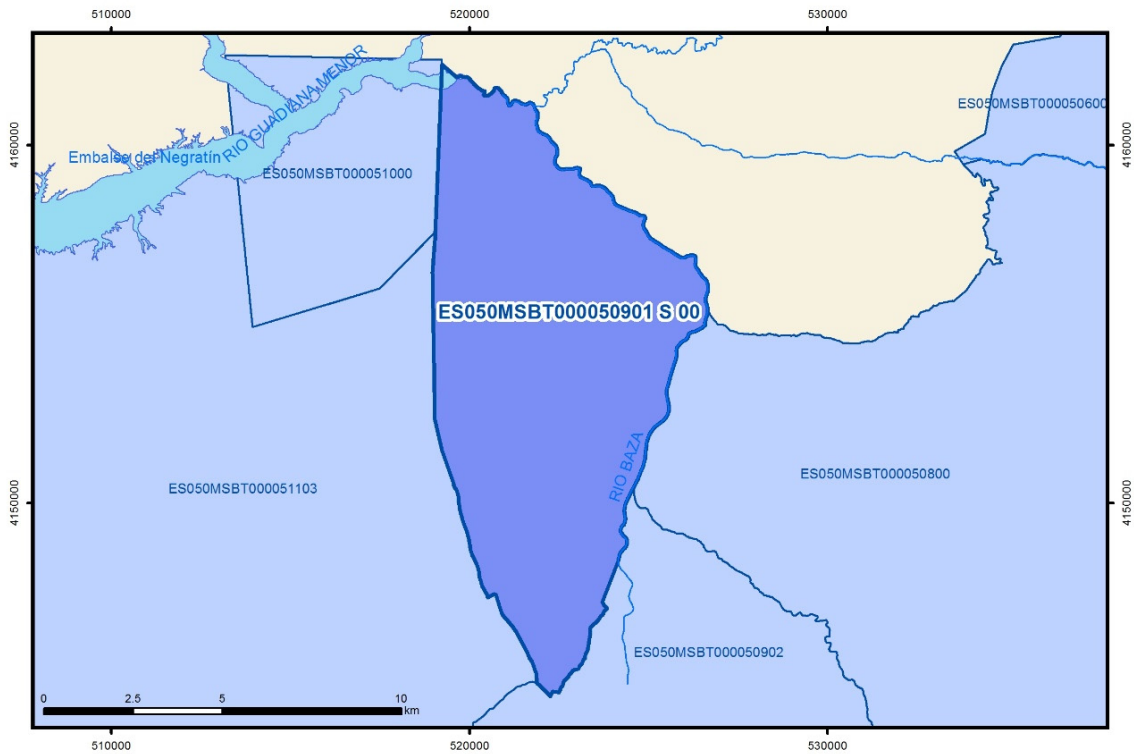 510000
520000
530000
ES050MSBT000050600
4160000
4160000
RIO GUADIANA MENOR
Embalse del Negratín
ES050MSBT000051000
ES050MSBT000050901 S 00
RIO BAZA
ES050MSBT000050800
ES050MSBT000051103
4150000
4150000
ES050MSBT000050902
0
2.5
5
10
km
510000
520000
530000